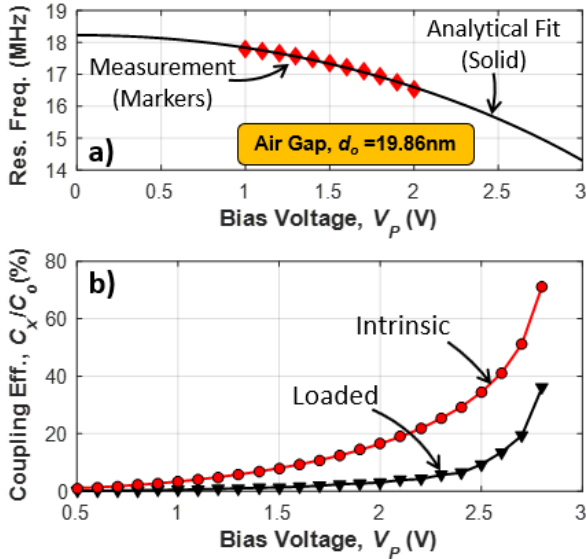 Res. Freq. (MHz)
19
18
17
16
15
14
a)
Measurement
(Markers)
Analytical Fit
(Solid)
Air Gap, dₒ =19.86nm
0 0.5 1 1.5 2 2.5 3
Bias Voltage, V_P (V)
Coupling Eff., Cₓ/Cₒ(%)
80
60
40
20
0
b)
Intrinsic
Loaded
0.5 1 1.5 2 2.5 3
Bias Voltage, V_P (V)